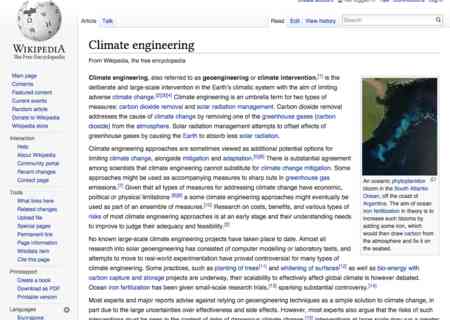 WIKIPEDIA
The Free Encyclopedia
Main page
Contents
Featured content
Current events
Random article
Donate to Wikipedia
Wikipedia store
Interaction
Help
About Wikipedia
Community portal
Recent changes
Contact page
Tools
What links here
Related changes
Upload file
Special pages
Permanent link
Page information
Wikidata item
Cite this page
Print/export
Create a book
Download as PDF
Printable version
Languages
Article Talk
Read Edit View history
Search
Climate engineering
From Wikipedia, the free encyclopedia
Climate engineering, also referred to as geoengineering or climate intervention,[1] is the
deliberate and large-scale intervention in the Earth's climatic system with the aim of limiting
adverse climate change.[2][3][4] Climate engineering is an umbrella term for two types of
measures: carbon dioxide removal and solar radiation management. Carbon dioxide removal
addresses the cause of climate change by removing one of the greenhouse gases (carbon
dioxide) from the atmosphere. Solar radiation management attempts to offset effects of
greenhouse gases by causing the Earth to absorb less solar radiation.
Climate engineering approaches are sometimes viewed as additional potential options for
limiting climate change, alongside mitigation and adaptation.[5][6] There is substantial agreement
among scientists that climate engineering cannot substitute for climate change mitigation. Some
approaches might be used as accompanying measures to sharp cuts in greenhouse gas
emissions.[7] Given that all types of measures for addressing climate change have economic,
political or physical limitations[8][9] a some climate engineering approaches might eventually be
used as part of an ensemble of measures.[10] Research on costs, benefits, and various types of
risks of most climate engineering approaches is at an early stage and their understanding needs
to improve to judge their adequacy and feasibility.[2]
No known large-scale climate engineering projects have taken place to date. Almost all
research into solar geoengineering has consisted of computer modelling or laboratory tests, and
attempts to move to real-world experimentation have proved controversial for many types of
climate engineering. Some practices, such as planting of trees[11] and whitening of surfaces[12] as well as bio-energy with
carbon capture and storage projects are underway, their scalability to effectively affect global climate is however debated.
Ocean iron fertilization has been given small-scale research trials,[13] sparking substantial controversy.[14]
Most experts and major reports advise against relying on geoengineering techniques as a simple solution to climate change, in
part due to the large uncertainties over effectiveness and side effects. However, most experts also argue that the risks of such
An oceanic phytoplankton
bloom in the South Atlantic
Ocean, off the coast of
Argentina. The aim of ocean
iron fertilization in theory is to
increase such blooms by
adding some iron, which
would then draw carbon from
the atmosphere and fix it on
the seabed.